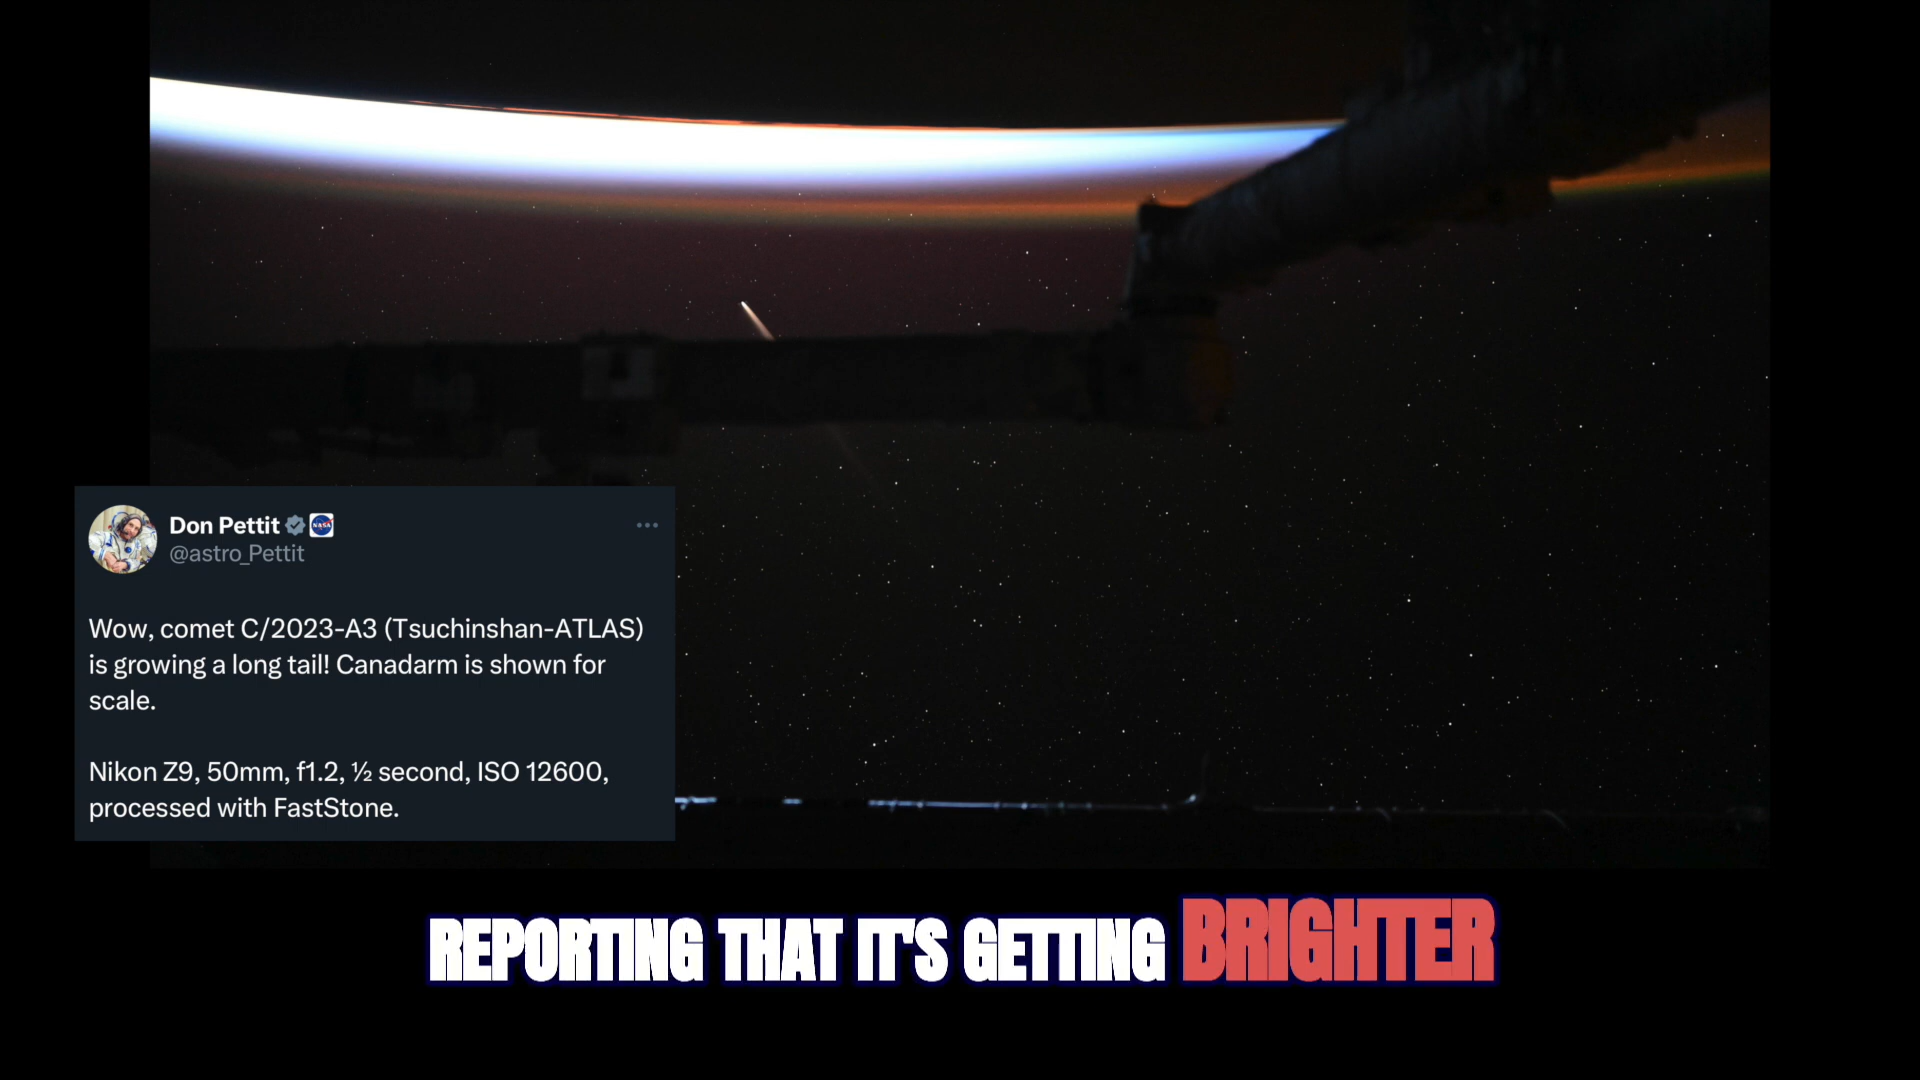 Don Pettit NASA
@astro_Pettit
Wow, comet C/2023-A3 (Tsuchinshan-ATLAS)
is growing a long tail! Canadarm is shown for
scale.
Nikon Z9, 50mm, f1.2, ½ second, ISO 12600,
processed with FastStone.
REPORTING THAT IT'S GETTING BRIGHTER